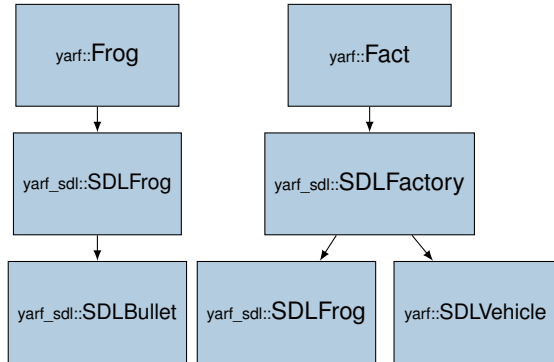 yarf::Frog
yarf::Fact
yarf_sdl::SDLFrog
yarf_sdl::SDLFactory
yarf_sdl::SDLBullet
yarf_sdl::SDLFrog
yarf::SDLVehicle